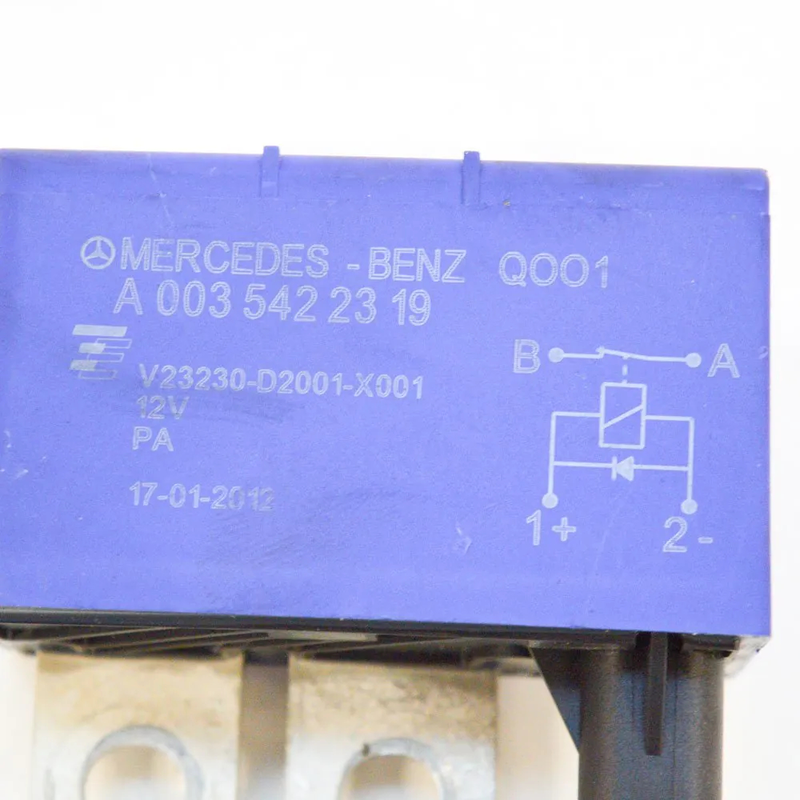 MERCEDES - BENZ Q001
A 003 542 23 19
V23230-D2001-X001
12V
PA
17-01-2012
B A
1+ 2-